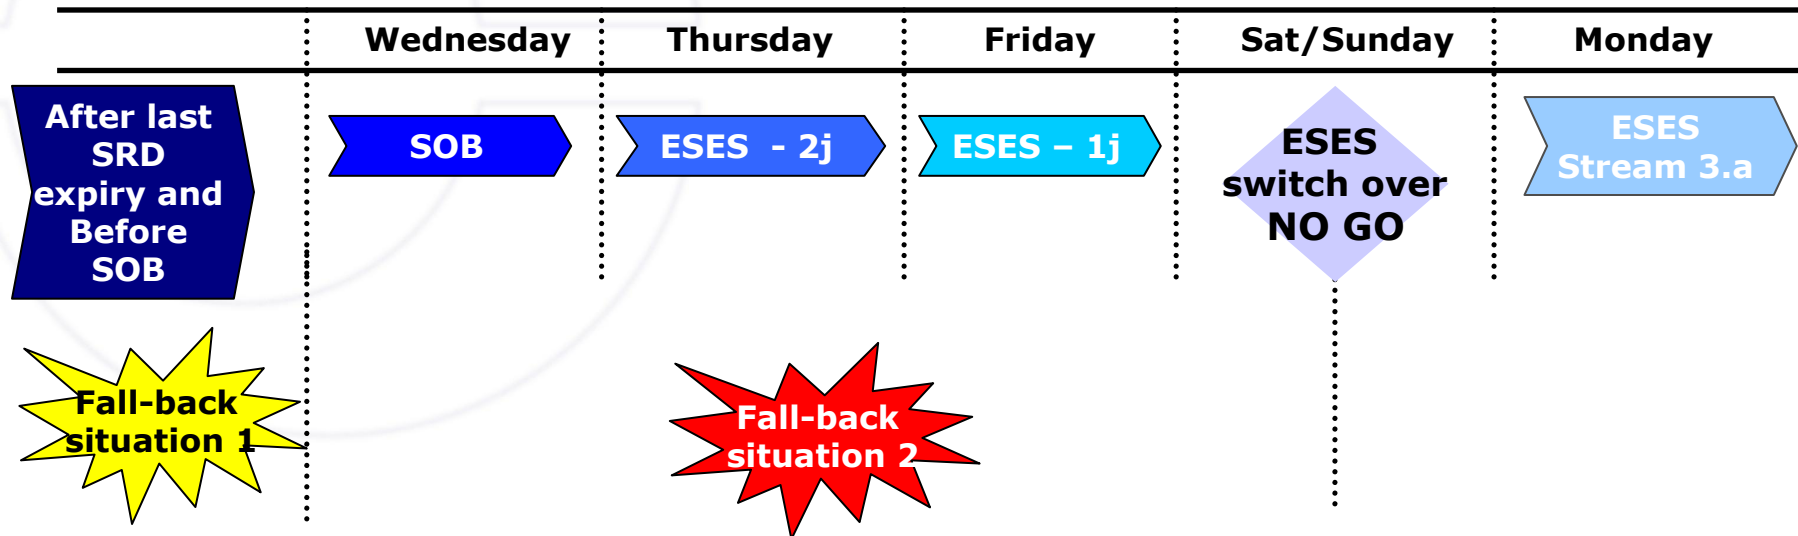 Wednesday
Thursday
Friday
Sat/Sunday
Monday
After last
SRD
expiry and
Before
SOB
SOB
ESES - 2j
ESES – 1j
ESES
switch over
NO GO
ESES
Stream 3.a
Fall-back
situation 1
Fall-back
situation 2